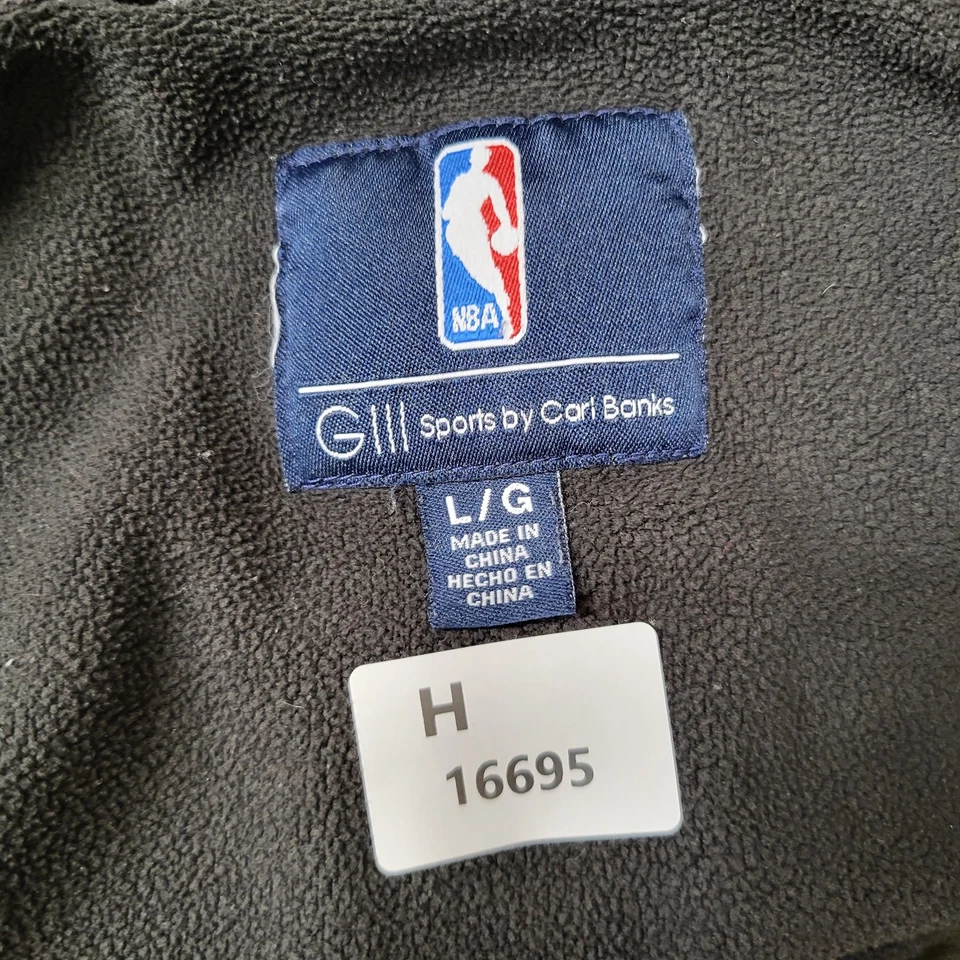 NBA
GIII Sports by Carl Banks
L/G
MADE IN
CHINA
HECHO EN
CHINA
H
16695